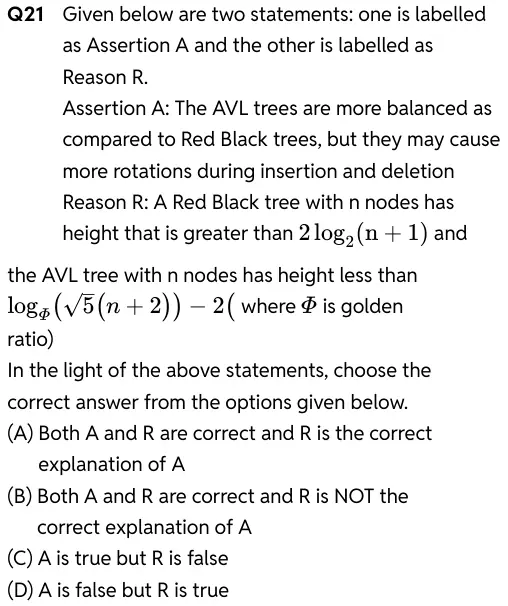 Q21 Given below are two statements: one is labelled
as Assertion A and the other is labelled as
Reason R.
Assertion A: The AVL trees are more balanced as
compared to Red Black trees, but they may cause
more rotations during insertion and deletion
Reason R: A Red Black tree with n nodes has
height that is greater than 2 log₂(n + 1) and
the AVL tree with n nodes has height less than
log_Φ(√5(n + 2)) − 2( where Φ is golden
ratio)
In the light of the above statements, choose the
correct answer from the options given below.
(A) Both A and R are correct and R is the correct
explanation of A
(B) Both A and R are correct and R is NOT the
correct explanation of A
(C) A is true but R is false
(D) A is false but R is true